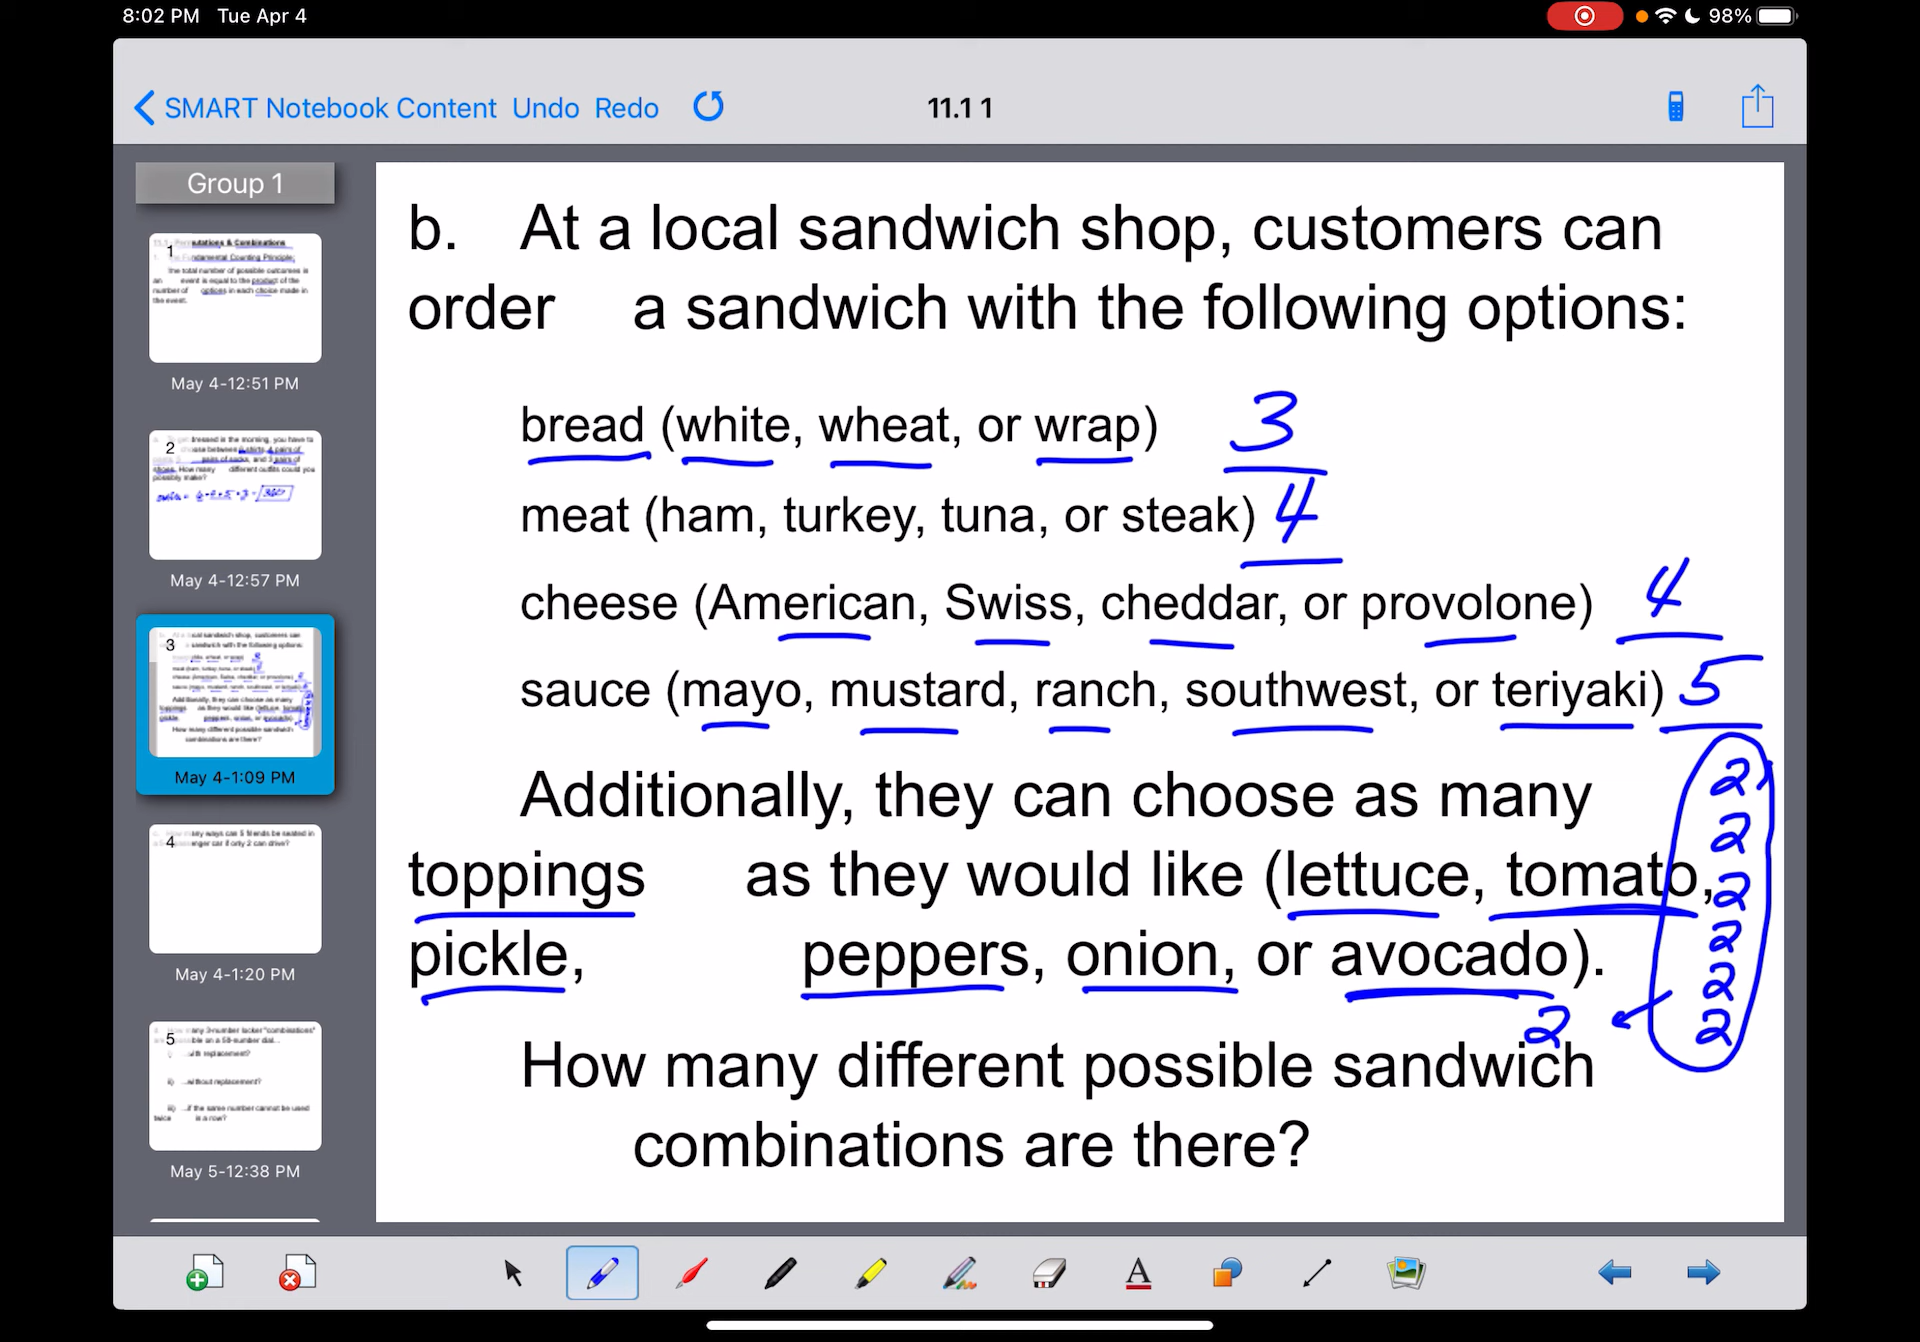 8:02 PM Tue Apr 4
98%
SMART Notebook Content Undo Redo
11.1 1
Group 1
1
May 4-12:51 PM
2
May 4-12:57 PM
3
May 4-1:09 PM
4
May 4-1:20 PM
5
May 5-12:38 PM
b. At a local sandwich shop, customers can
order a sandwich with the following options:
bread (white, wheat, or wrap) 3
meat (ham, turkey, tuna, or steak) 4
cheese (American, Swiss, cheddar, or provolone) 4
sauce (mayo, mustard, ranch, southwest, or teriyaki) 5
Additionally, they can choose as many 2
2
toppings as they would like (lettuce, tomato, 2
pickle, peppers, onion, or avocado). 2
2
2 2
How many different possible sandwich
combinations are there?